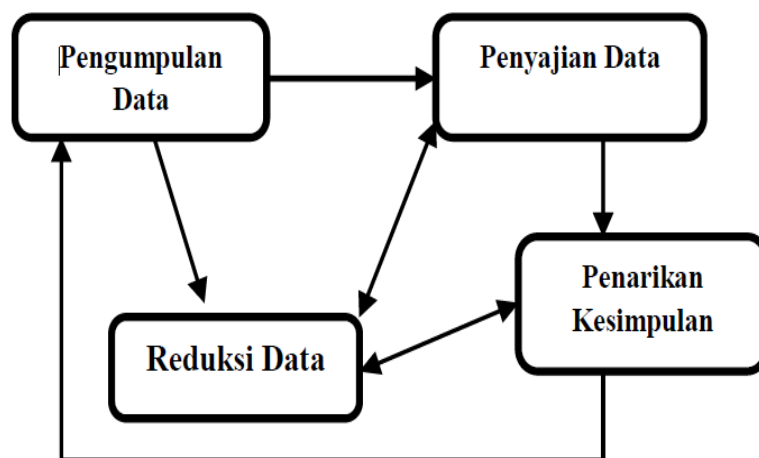 Pengumpulan
Data
Penyajian Data
Penarikan
Kesimpulan
Reduksi Data